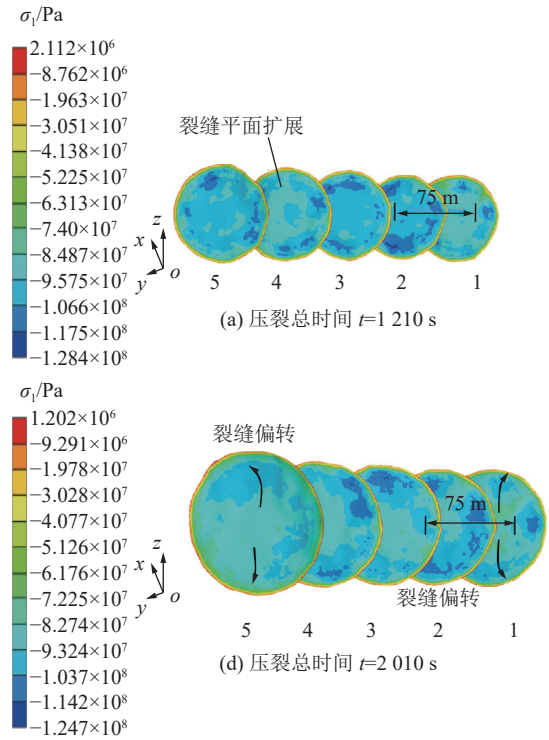 σ₁/Pa
2.112×10⁶
−8.762×10⁶
−1.963×10⁷
−3.051×10⁷
−4.138×10⁷
−5.225×10⁷
−6.313×10⁷
−7.40×10⁷
−8.487×10⁷
−9.575×10⁷
−1.066×10⁸
−1.175×10⁸
−1.284×10⁸
裂缝平面扩展
75 m
z
x
y
o
5 4 3 2 1
(a) 压裂总时间 t=1 210 s
σ₁/Pa
1.202×10⁶
−9.291×10⁶
−1.978×10⁷
−3.028×10⁷
−4.077×10⁷
−5.126×10⁷
−6.176×10⁷
−7.225×10⁷
−8.274×10⁷
−9.324×10⁷
−1.037×10⁸
−1.142×10⁸
−1.247×10⁸
裂缝偏转
75 m
z
x
y
o
裂缝偏转
5 4 3 2 1
(d) 压裂总时间 t=2 010 s